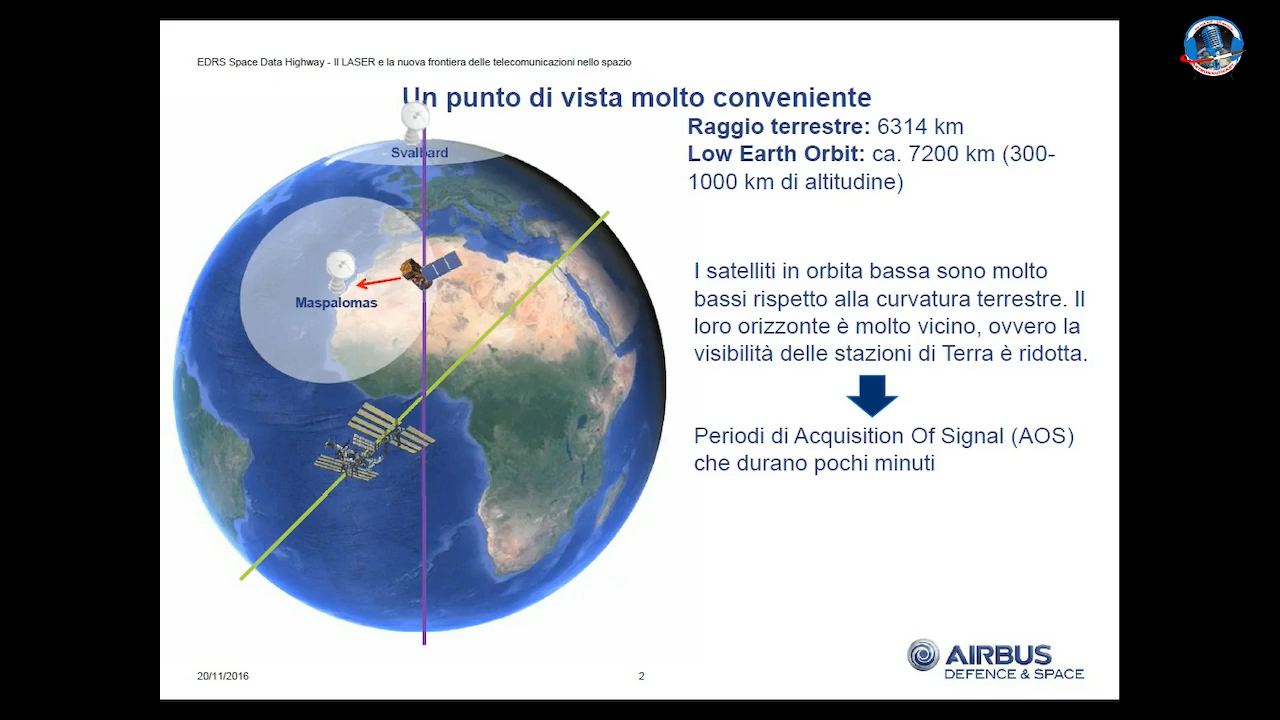 EDRS Space Data Highway - Il LASER e la nuova frontiera delle telecomunicazioni nello spazio
Un punto di vista molto conveniente
Raggio terrestre: 6314 km
Low Earth Orbit: ca. 7200 km (300-
1000 km di altitudine)
Svalbard
Maspalomas
I satelliti in orbita bassa sono molto
bassi rispetto alla curvatura terrestre. Il
loro orizzonte è molto vicino, ovvero la
visibilità delle stazioni di Terra è ridotta.
Periodi di Acquisition Of Signal (AOS)
che durano pochi minuti
AIRBUS
DEFENCE & SPACE
20/11/2016
2